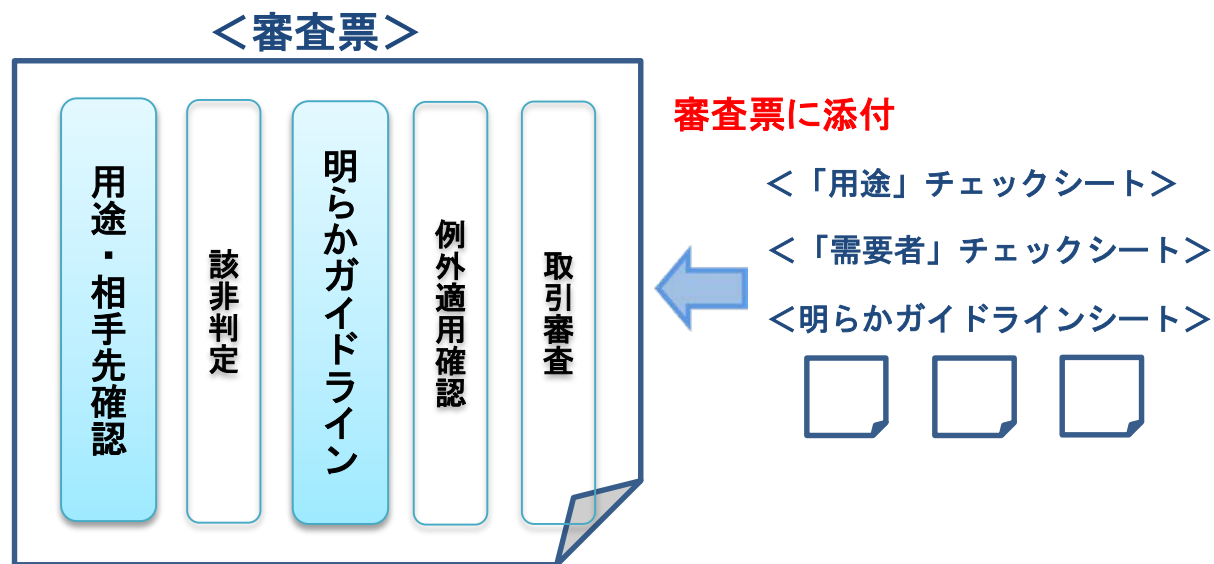 ＜審査票＞
用途・相手先確認
該非判定
明らかガイドライン
例外適用確認
取引審査
審査票に添付
＜「用途」チェックシート＞
＜「需要者」チェックシート＞
＜明らかガイドラインシート＞